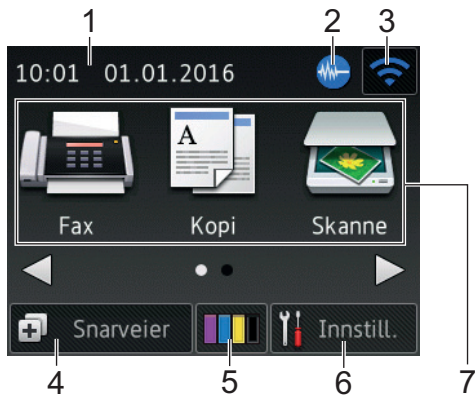 1 2 3
10:01 01.01.2016
A
Fax Kopi Skanne
Snarveier Innstill.
4 5 6 7